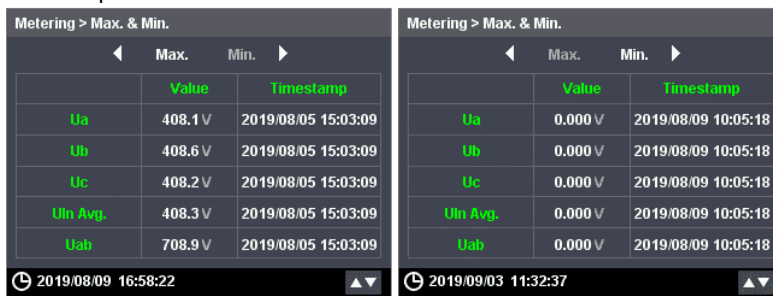 Metering > Max. & Min.
Max. Min.
Value Timestamp
Ua 408.1 V 2019/08/05 15:03:09
Ub 408.6 V 2019/08/05 15:03:09
Uc 408.2 V 2019/08/05 15:03:09
Uln Avg. 408.3 V 2019/08/05 15:03:09
Uab 708.9 V 2019/08/05 15:03:09
2019/08/09 16:58:22
Metering > Max. & Min.
Max. Min.
Value Timestamp
Ua 0.000 V 2019/08/09 10:05:18
Ub 0.000 V 2019/08/09 10:05:18
Uc 0.000 V 2019/08/09 10:05:18
Uln Avg. 0.000 V 2019/08/09 10:05:18
Uab 0.000 V 2019/08/09 10:05:18
2019/09/03 11:32:37